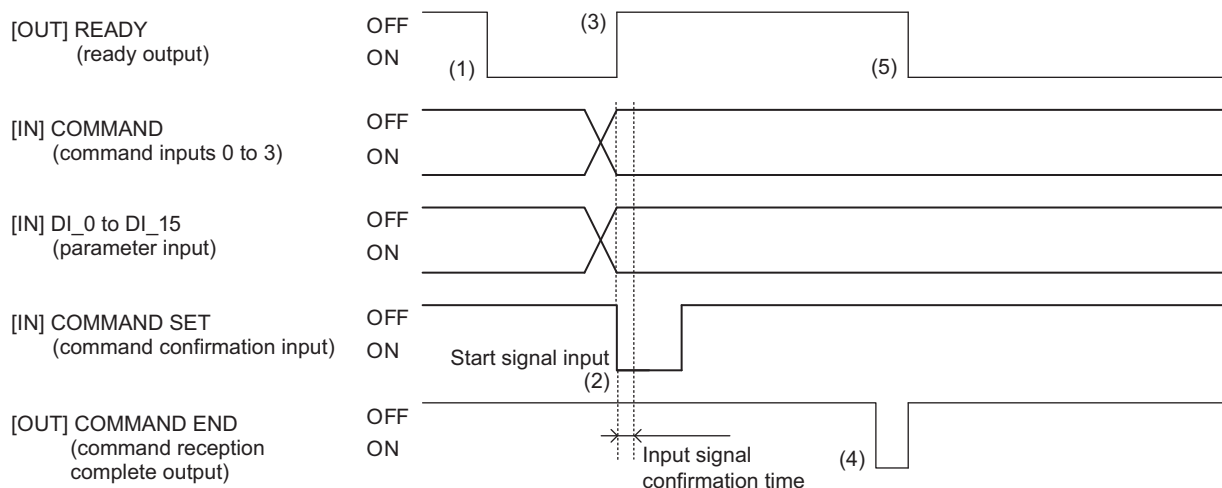 [OUT] READY
(ready output)
OFF
ON
(1)
(3)
(5)
[IN] COMMAND
(command inputs 0 to 3)
OFF
ON
[IN] DI_0 to DI_15
(parameter input)
OFF
ON
[IN] COMMAND SET
(command confirmation input)
OFF
ON
Start signal input
(2)
[OUT] COMMAND END
(command reception
complete output)
OFF
ON
Input signal
confirmation time
(4)